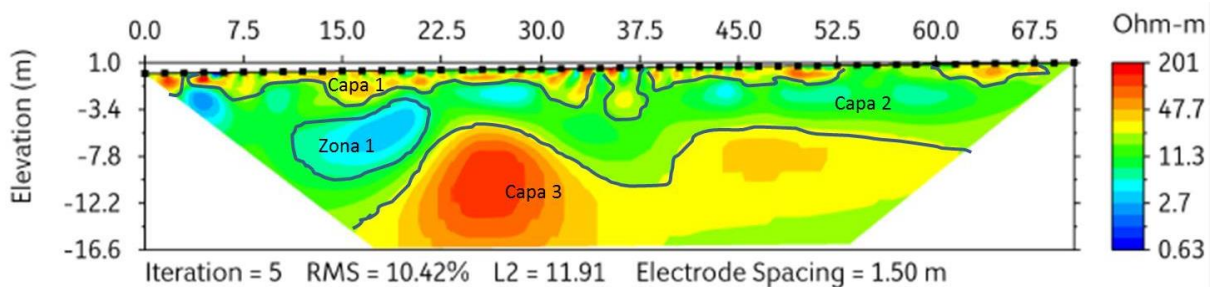 0.0 7.5 15.0 22.5 30.0 37.5 45.0 52.5 60.0 67.5 Ohm-m
Elevation (m)
1.0
-3.4
-7.8
-12.2
-16.6
Capa 1
Capa 2
Zona 1
Capa 3
201
47.7
11.3
2.7
0.63
Iteration = 5 RMS = 10.42% L2 = 11.91 Electrode Spacing = 1.50 m